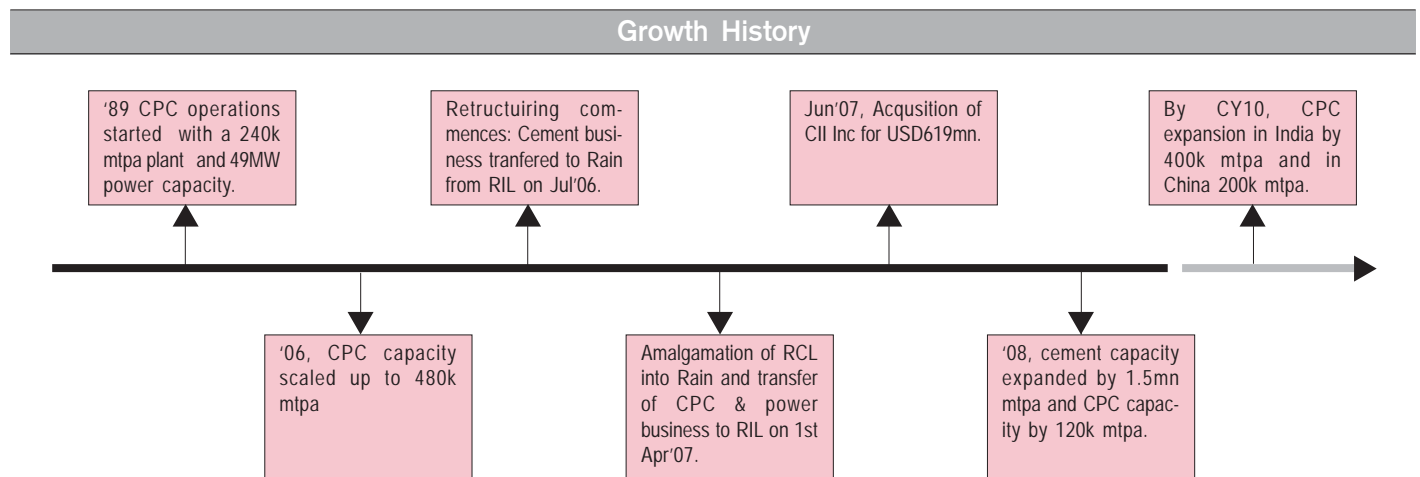 Growth History
'89 CPC operations
started with a 240k
mtpa plant and 49MW
power capacity.
Retructuiring com-
mences: Cement busi-
ness tranfered to Rain
from RIL on Jul'06.
Jun'07, Acqusition of
CII Inc for USD619mn.
By CY10, CPC
expansion in India by
400k mtpa and in
China 200k mtpa.
'06, CPC capacity
scaled up to 480k
mtpa
Amalgamation of RCL
into Rain and transfer
of CPC & power
business to RIL on 1st
Apr'07.
'08, cement capacity
expanded by 1.5mn
mtpa and CPC capac-
ity by 120k mtpa.